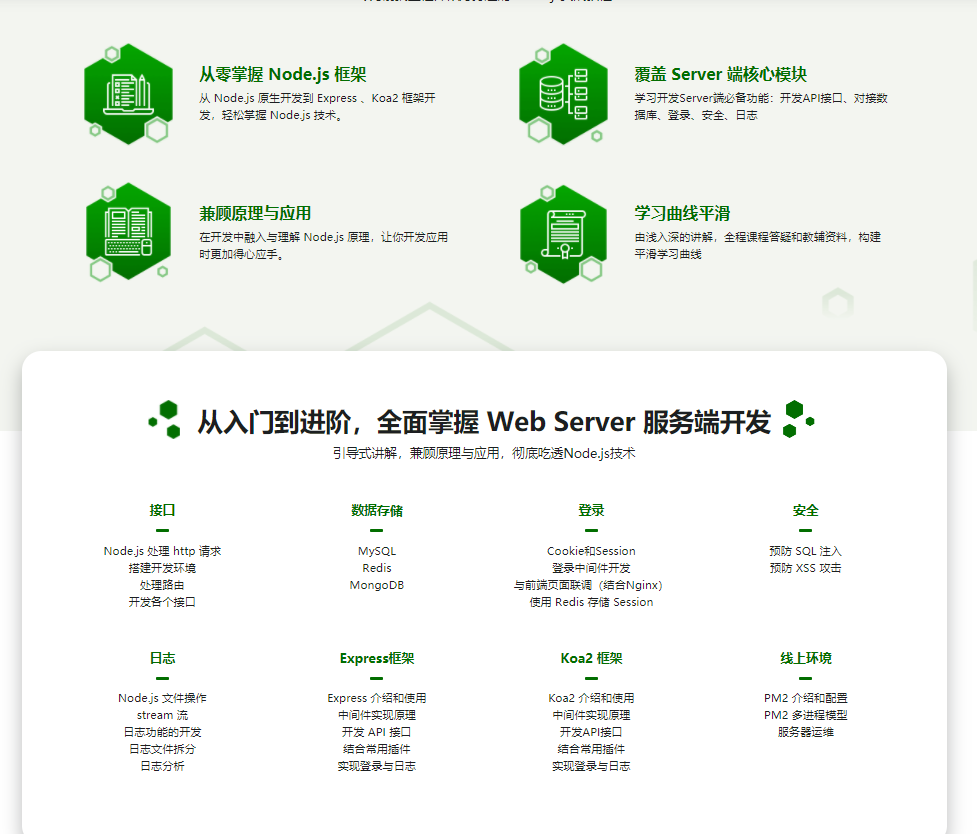 从零掌握 Node.js 框架
从 Node.js 原生开发到 Express 、Koa2 框架开
发，轻松掌握 Node.js 技术。
覆盖 Server 端核心模块
学习开发Server端必备功能：开发API接口、对接数
据库、登录、安全、日志
兼顾原理与应用
在开发中融入与理解 Node.js 原理，让你开发应用
时更加得心应手。
学习曲线平滑
由浅入深的讲解，全程课程答疑和教辅资料，构建
平滑学习曲线
从入门到进阶，全面掌握 Web Server 服务端开发
引导式讲解，兼顾原理与应用，彻底吃透Node.js技术
接口
Node.js 处理 http 请求
搭建开发环境
处理路由
开发各个接口
数据存储
MySQL
Redis
MongoDB
登录
Cookie和Session
登录中间件开发
与前端页面联调（结合Nginx）
使用 Redis 存储 Session
安全
预防 SQL 注入
预防 XSS 攻击
日志
Node.js 文件操作
stream 流
日志功能的开发
日志文件拆分
日志分析
Express框架
Express 介绍和使用
中间件实现原理
开发 API 接口
结合常用插件
实现登录与日志
Koa2 框架
Koa2 介绍和使用
中间件实现原理
开发API接口
结合常用插件
实现登录与日志
线上环境
PM2 介绍和配置
PM2 多进程模型
服务器运维